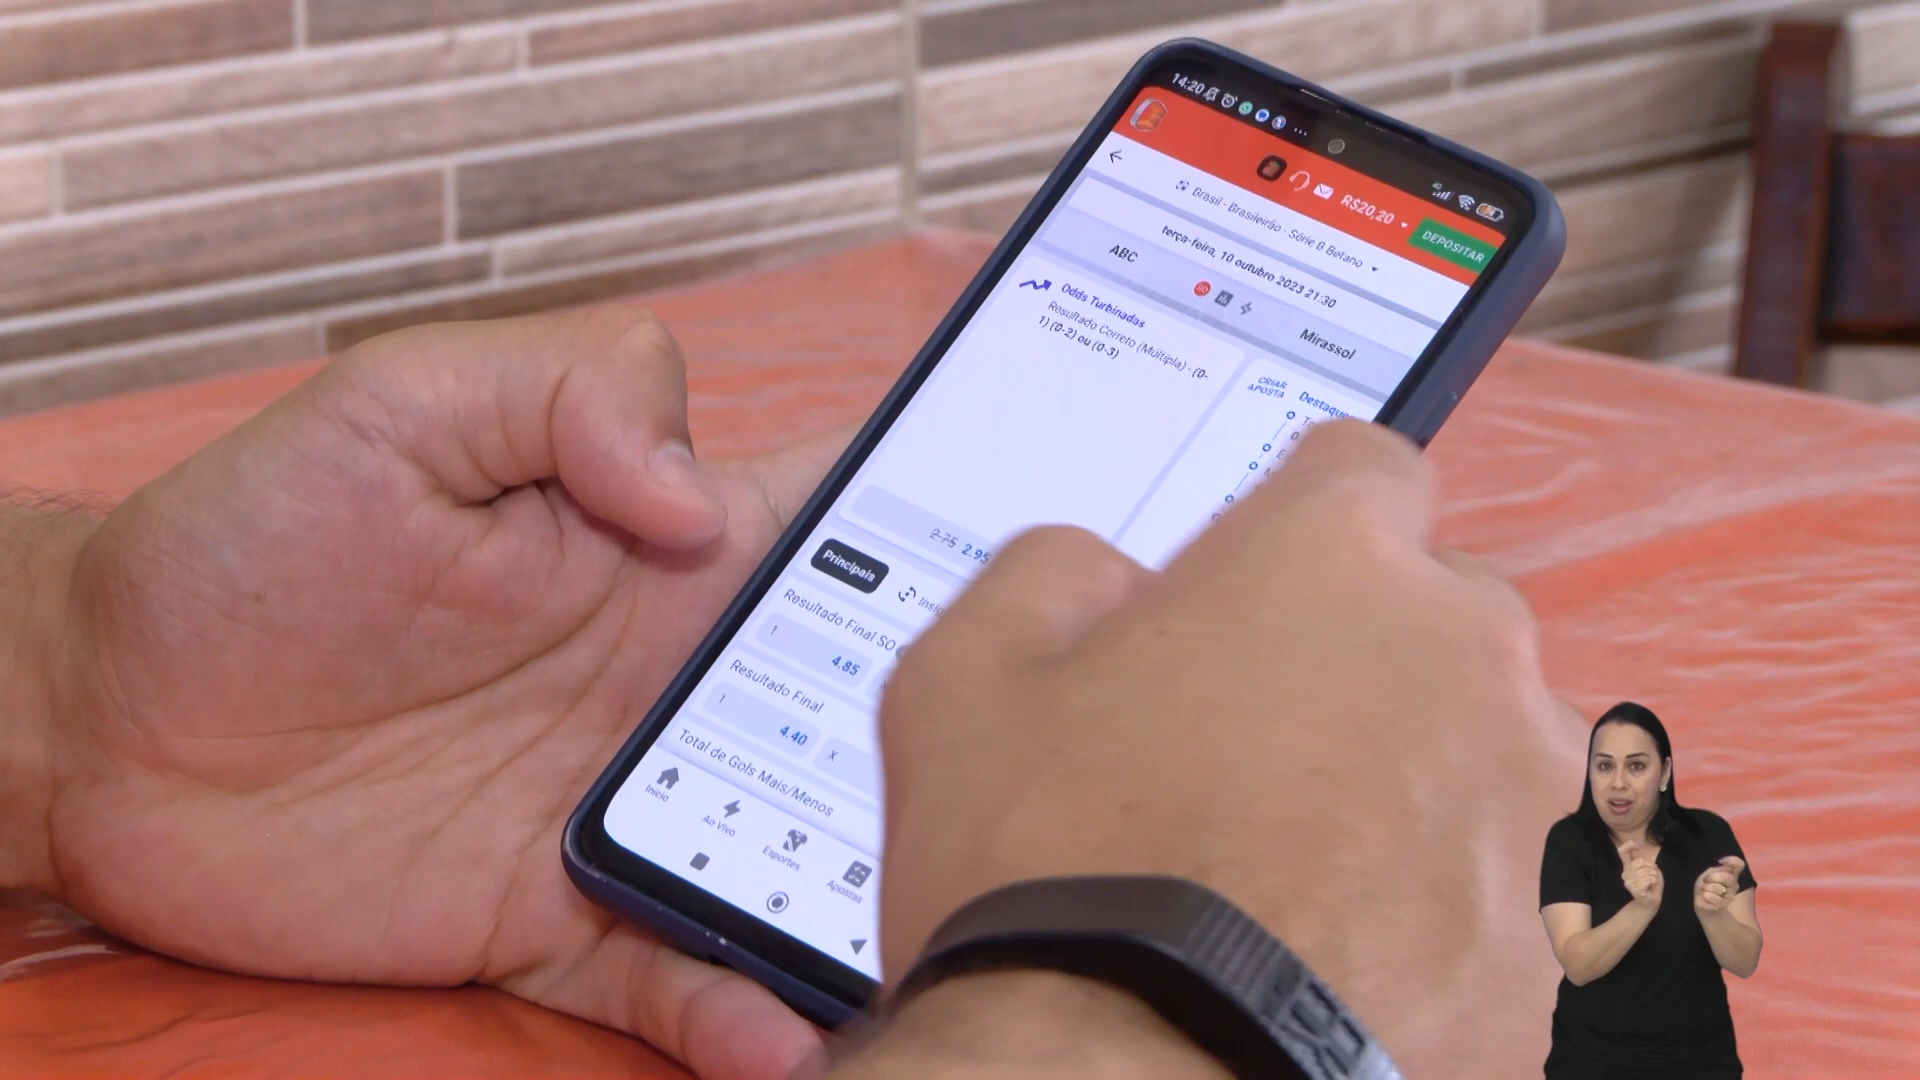 14:20
R$20,20
DEPOSITAR
Brasil - Brasileirão - Série B Betano
terça-feira, 10 outubro 2023 21:30
ABC
Mirassol
Odds Turbinadas
Resultado Correto (Múltipla) - (0-
1) (0-2) ou (0-3)
CRIAR
APOSTA
2.75 2.95
Principais
Resultado Final SO
1
4.85
Resultado Final
1
4.40
X
Total de Gols Mais/Menos
Início
Ao Vivo
Esportes
Apostas